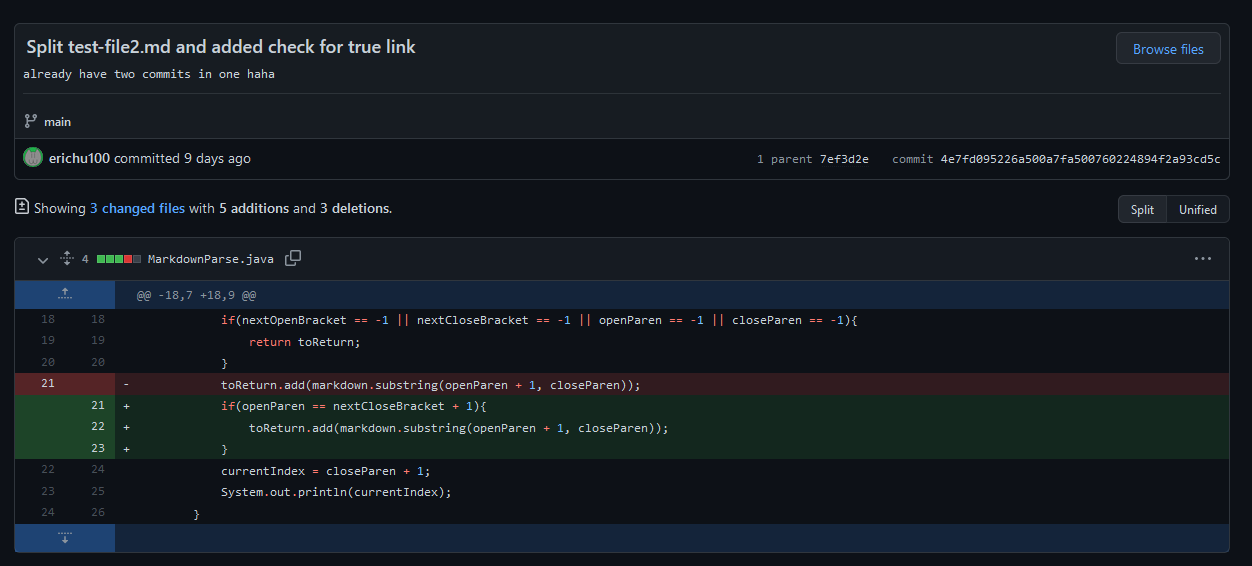 Split test-file2.md and added check for true link
Browse files
already have two commits in one haha
main
erichu100 committed 9 days ago
1 parent 7ef3d2e commit 4e7fd095226a500a7fa500760224894f2a93cd5c
Showing 3 changed files with 5 additions and 3 deletions.
Split Unified
4 MarkdownParse.java
@@ -18,7 +18,9 @@
18 18 if(nextOpenBracket == -1 || nextCloseBracket == -1 || openParen == -1 || closeParen == -1){
19 19 return toReturn;
20 20 }
21 - toReturn.add(markdown.substring(openParen + 1, closeParen));
21 + if(openParen == nextCloseBracket + 1){
22 + toReturn.add(markdown.substring(openParen + 1, closeParen));
23 + }
22 24 currentIndex = closeParen + 1;
23 25 System.out.println(currentIndex);
24 26 }